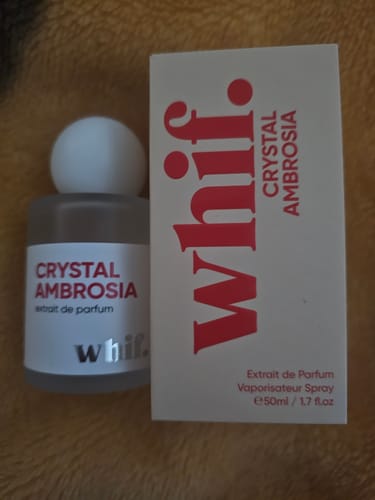 CRYSTAL
AMBROSIA
extrait de parfum
whif.
whif.
CRYSTAL
AMBROSIA
Extrait de Parfum
Vaporisateur Spray
℮50ml / 1.7 fl.oz